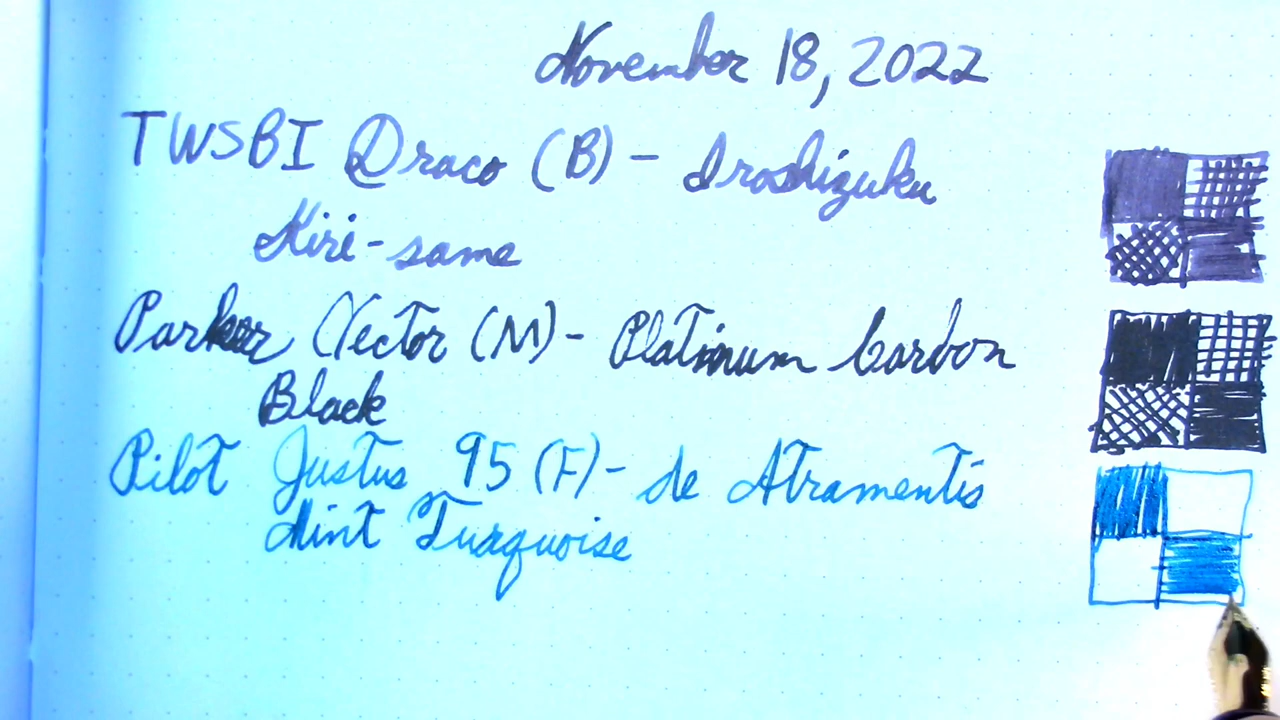 November 18, 2022
TWSBI Draco (B) - Iroshizuku
Kiri-same
Parker Vector (M) - Platinum Carbon
Black
Pilot Justus 95 (F) - de Atramentis
Mint Turquoise